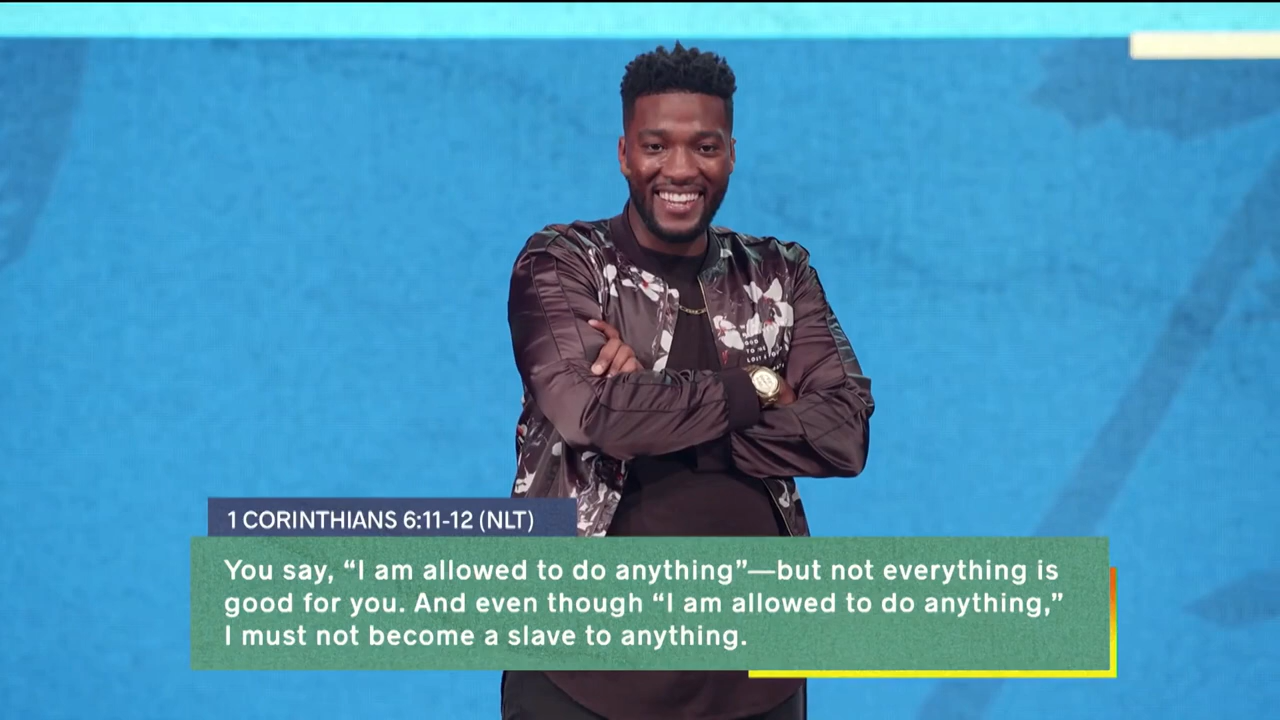 1 CORINTHIANS 6:11-12 (NLT)
You say, “I am allowed to do anything”—but not everything is
good for you. And even though “I am allowed to do anything,”
I must not become a slave to anything.